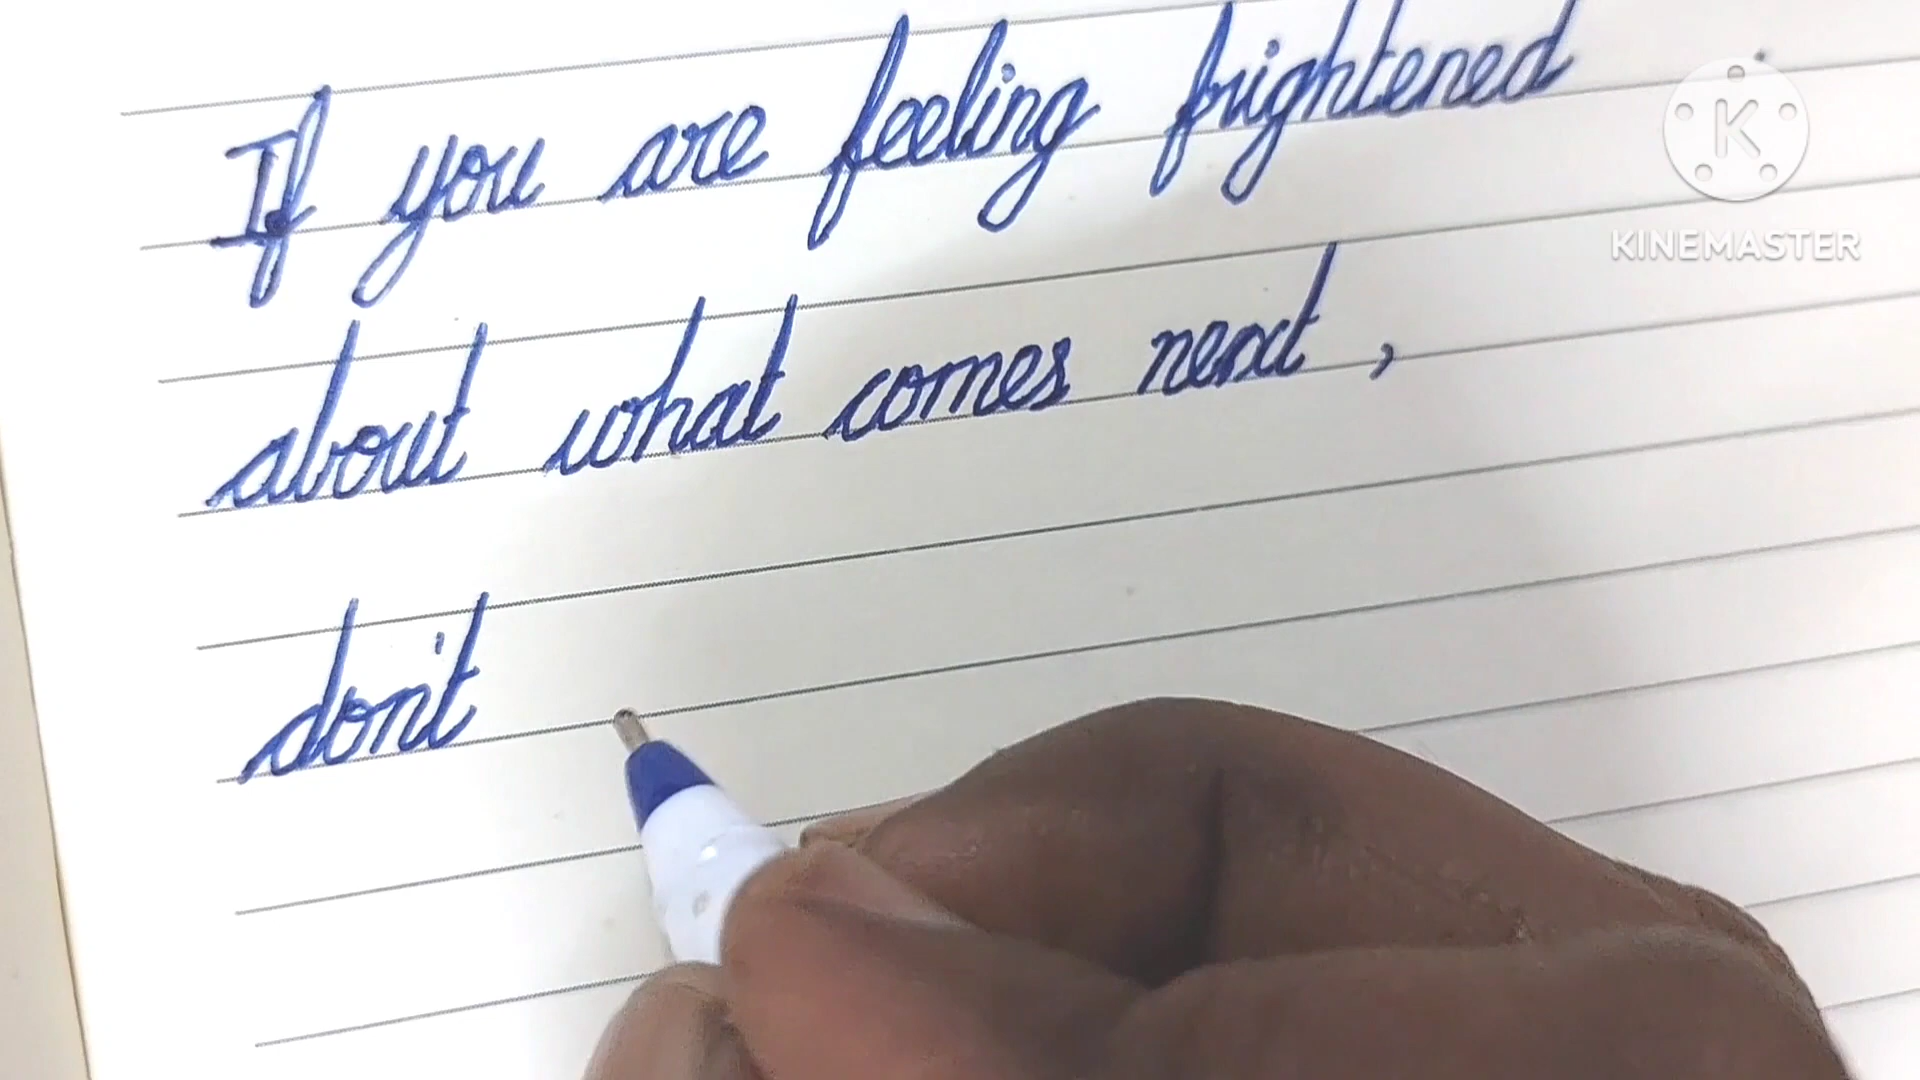 If you are feeling frightened
about what comes next,
don't
K
KINEMASTER